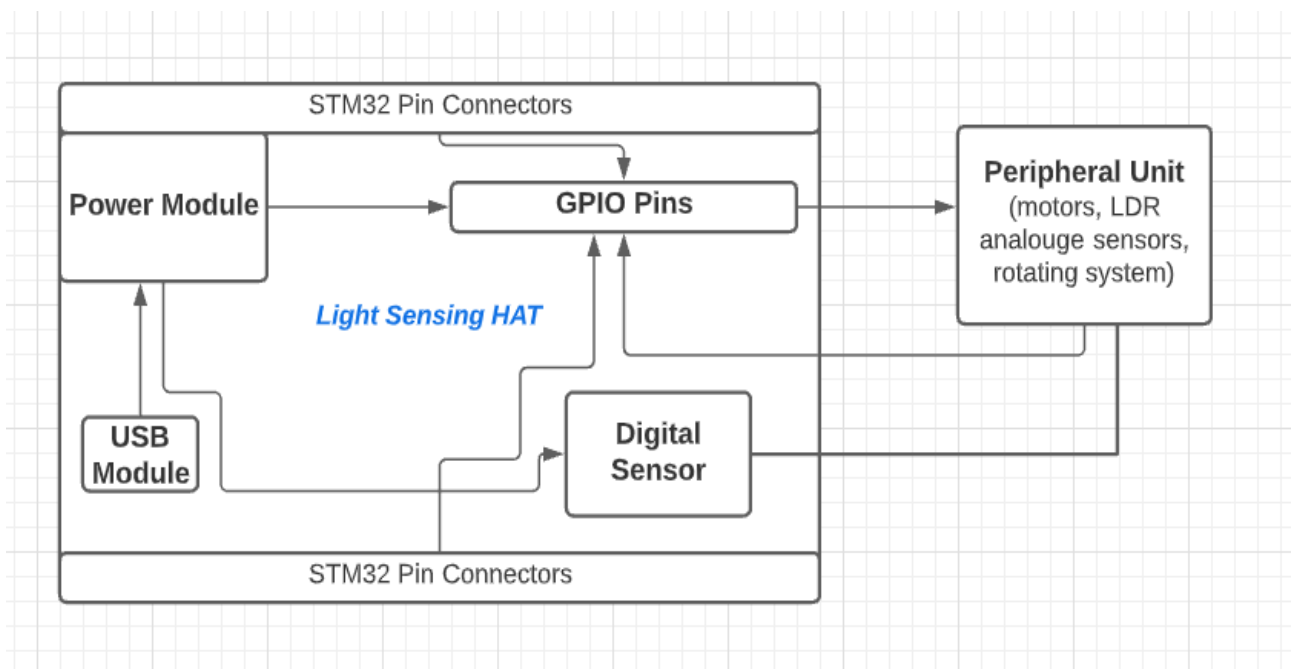 STM32 Pin Connectors
Power Module
GPIO Pins
Peripheral Unit
(motors, LDR
analouge sensors,
rotating system)
Light Sensing HAT
USB
Module
Digital
Sensor
STM32 Pin Connectors